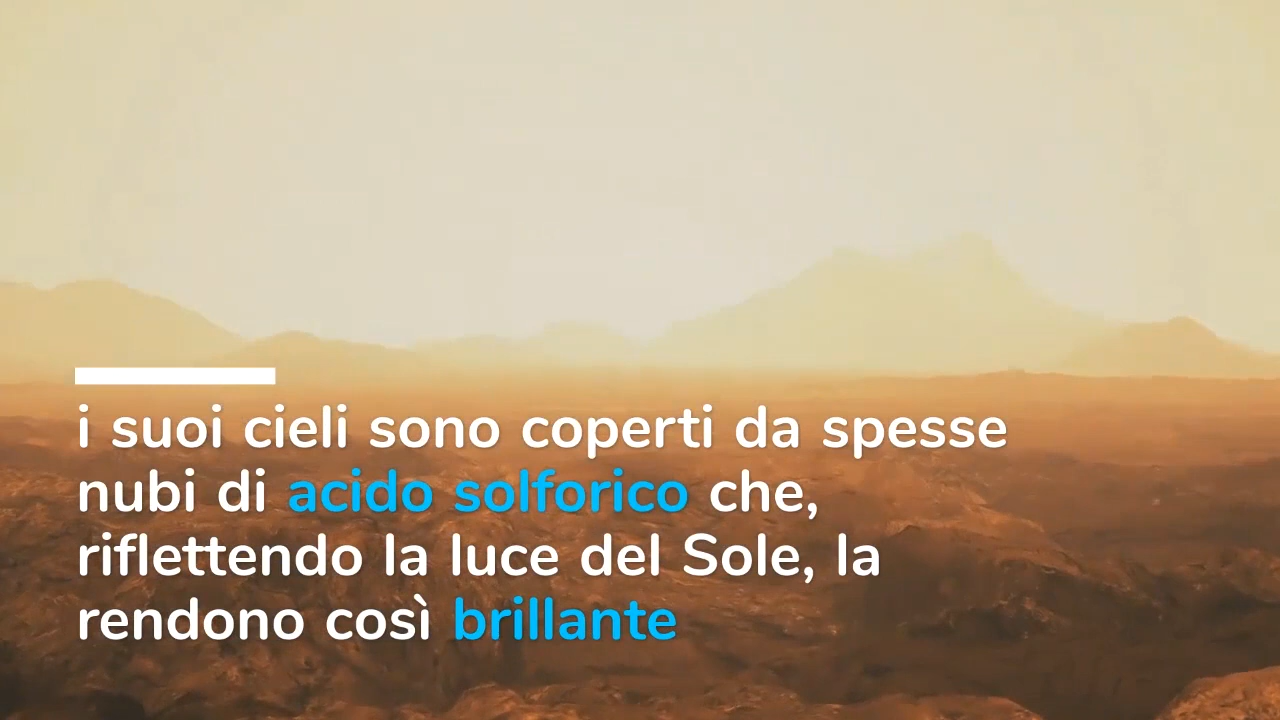 i suoi cieli sono coperti da spesse
nubi di acido solforico che,
riflettendo la luce del Sole, la
rendono così brillante